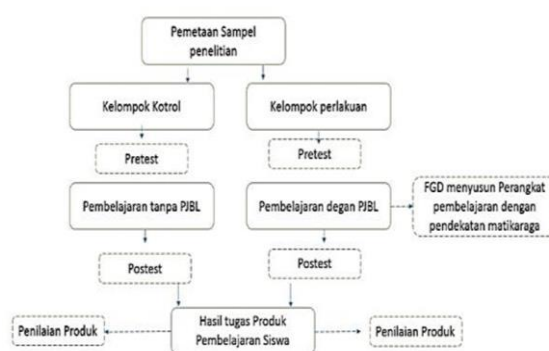 Pemetaan Sampel
penelitian
Kelompok Kotrol
Kelompok perlakuan
Pretest
Pretest
Pembelajaran tanpa PJBL
Pembelajaran degan PJBL
FGD menyusun Perangkat
pembelajaran dengan
pendekatan matikaraga
Postest
Postest
Penilaian Produk
Hasil tugas Produk
Pembelajaran Siswa
Penilaian Produk